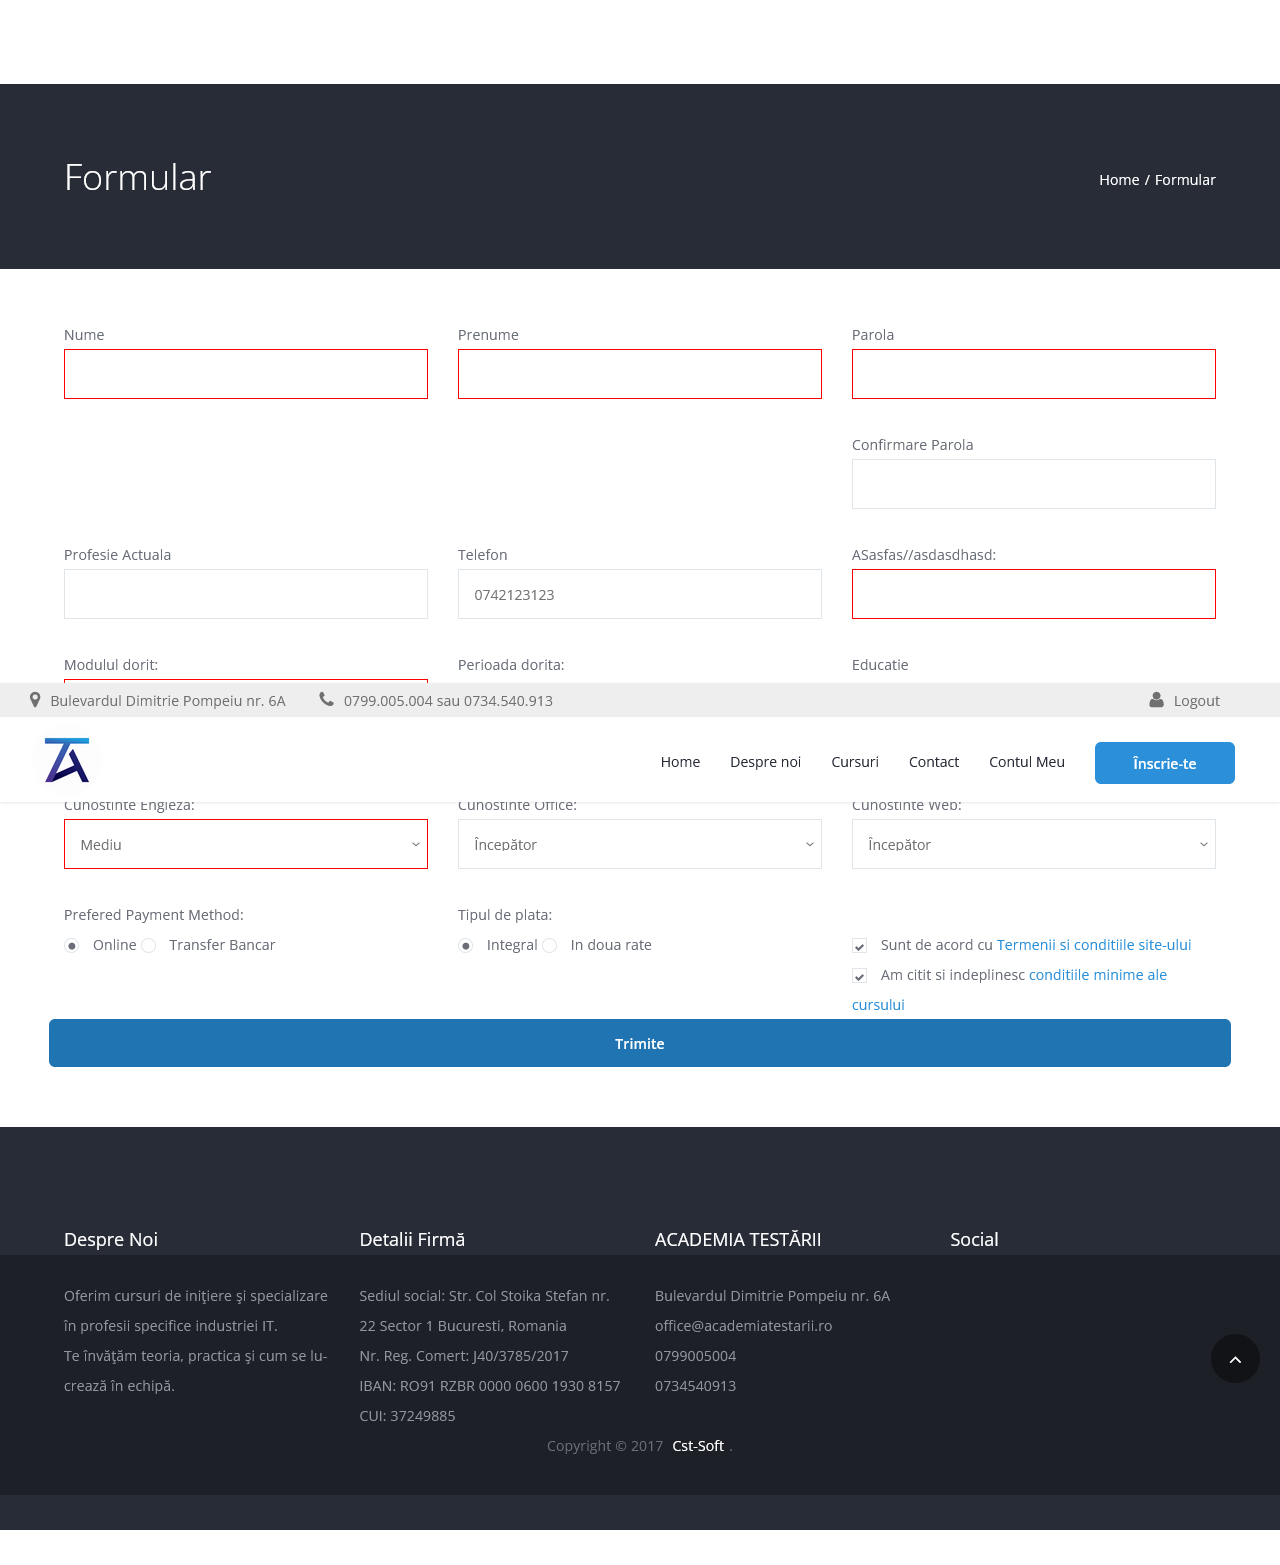 Formular
Home / Formular
Nume
Prenume
Parola
Confirmare Parola
Profesie Actuala
Telefon
ASasfas//asdasdhasd:
0742123123
Modulul dorit:
Perioada dorita:
Educatie
Bulevardul Dimitrie Pompeiu nr. 6A
0799.005.004 sau 0734.540.913
Logout
Home
Despre noi
Cursuri
Contact
Contul Meu
Înscrie-te
Cunostinte Engleza:
Cunostinte Office:
Cunostinte Web:
Mediu
Începător
Începător
Prefered Payment Method:
Tipul de plata:
Online
Transfer Bancar
Integral
In doua rate
Sunt de acord cu Termenii si conditiile site-ului
Am citit si indeplinesc conditiile minime ale
cursului
Trimite
Despre Noi
Oferim cursuri de iniţiere şi specializare
în profesii specifice industriei IT.
Te învăţăm teoria, practica şi cum se lu-
crează în echipă.
Detalii Firmă
Sediul social: Str. Col Stoika Stefan nr.
22 Sector 1 Bucuresti, Romania
Nr. Reg. Comert: J40/3785/2017
IBAN: RO91 RZBR 0000 0600 1930 8157
CUI: 37249885
ACADEMIA TESTĂRII
Bulevardul Dimitrie Pompeiu nr. 6A
office@academiatestarii.ro
0799005004
0734540913
Social
Copyright © 2017 Cst-Soft .